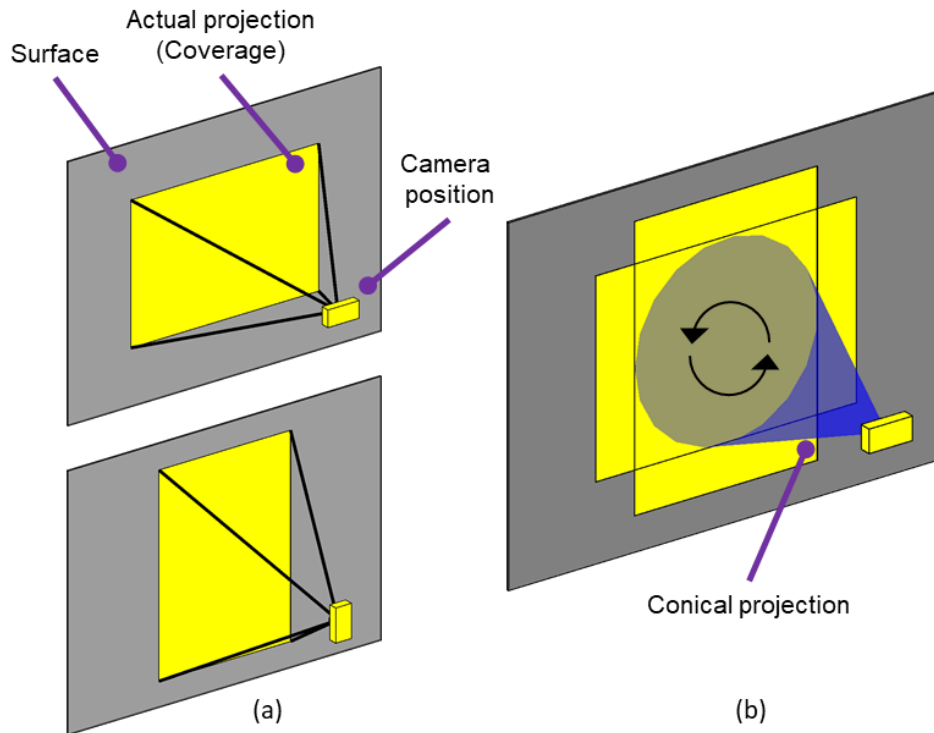 Actual projection
(Coverage)
Surface
Camera
position
Conical projection
(a)
(b)